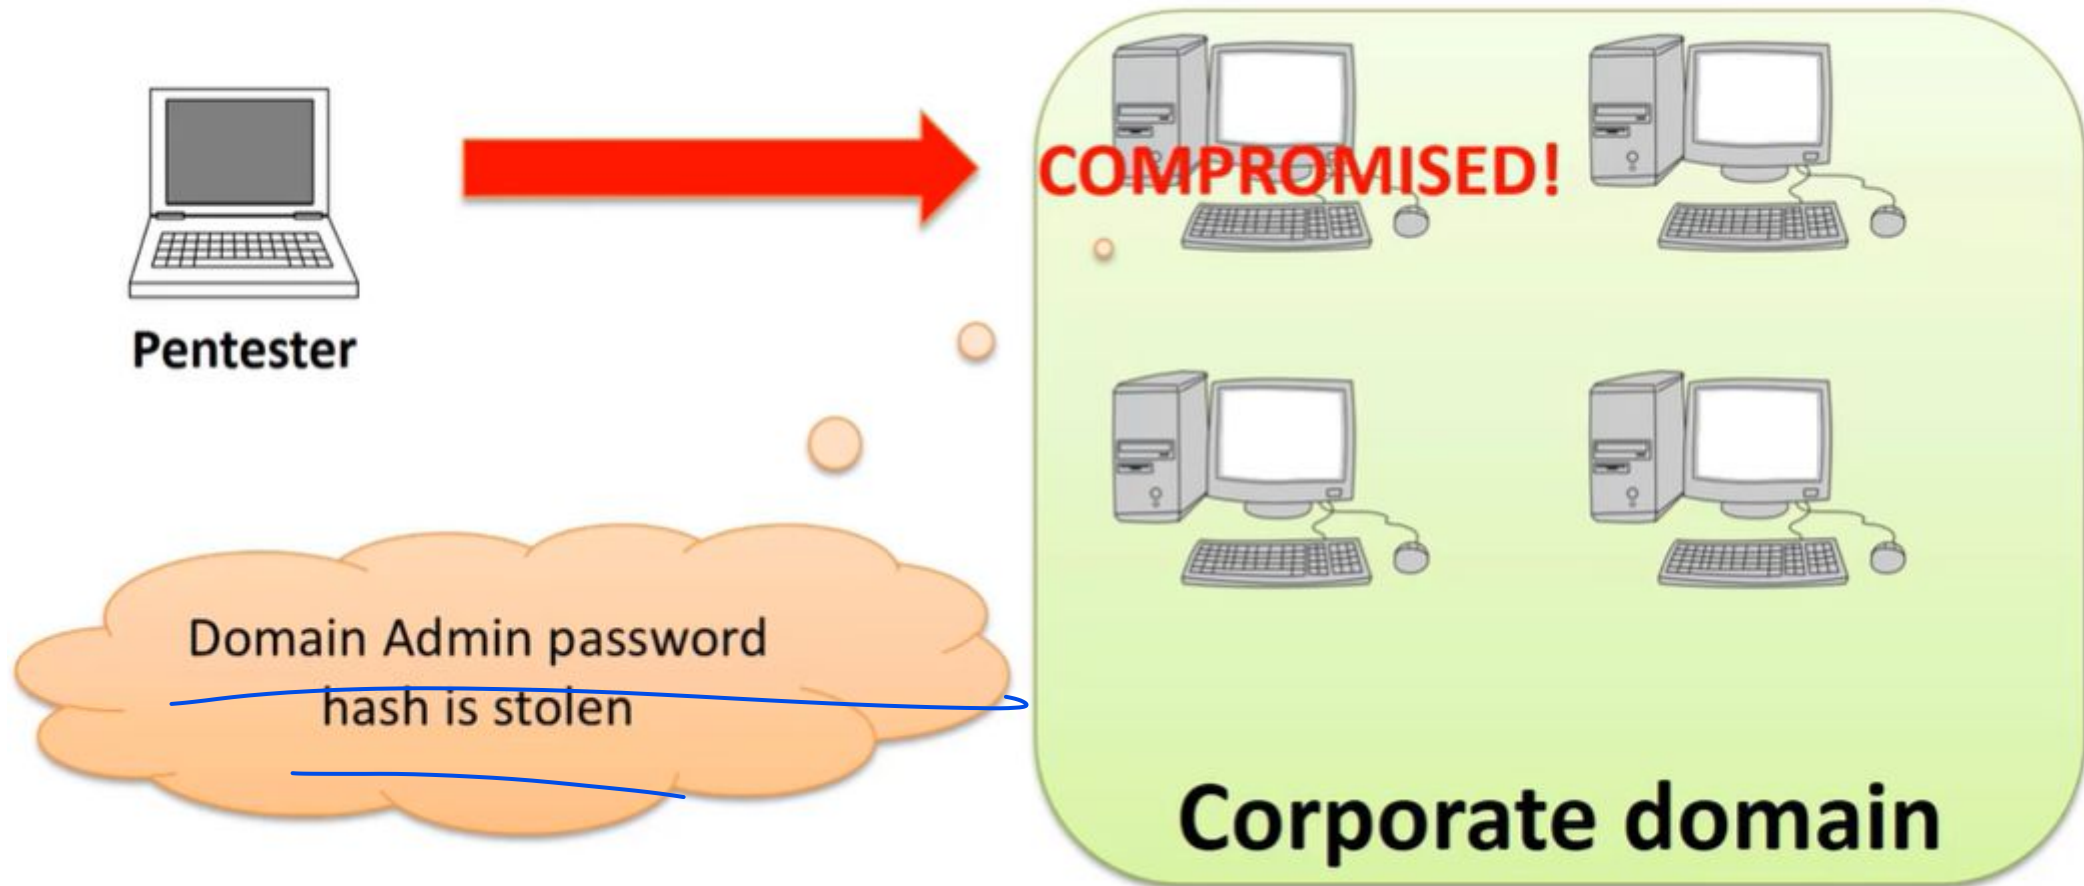 COMPROMISED!
Pentester
Domain Admin password
hash is stolen
Corporate domain